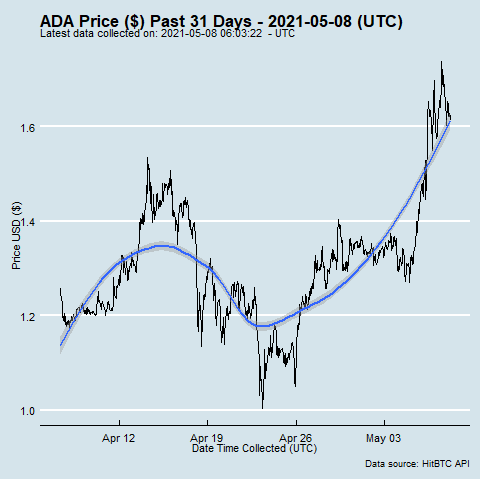 ADA Price ($) Past 31 Days - 2021-05-08 (UTC)
Latest data collected on: 2021-05-08 06:03:22  - UTC
1.6
1.4
1.2
1.0
Price USD ($)
Apr 12 Apr 19 Apr 26 May 03
Date Time Collected (UTC)
Data source: HitBTC API